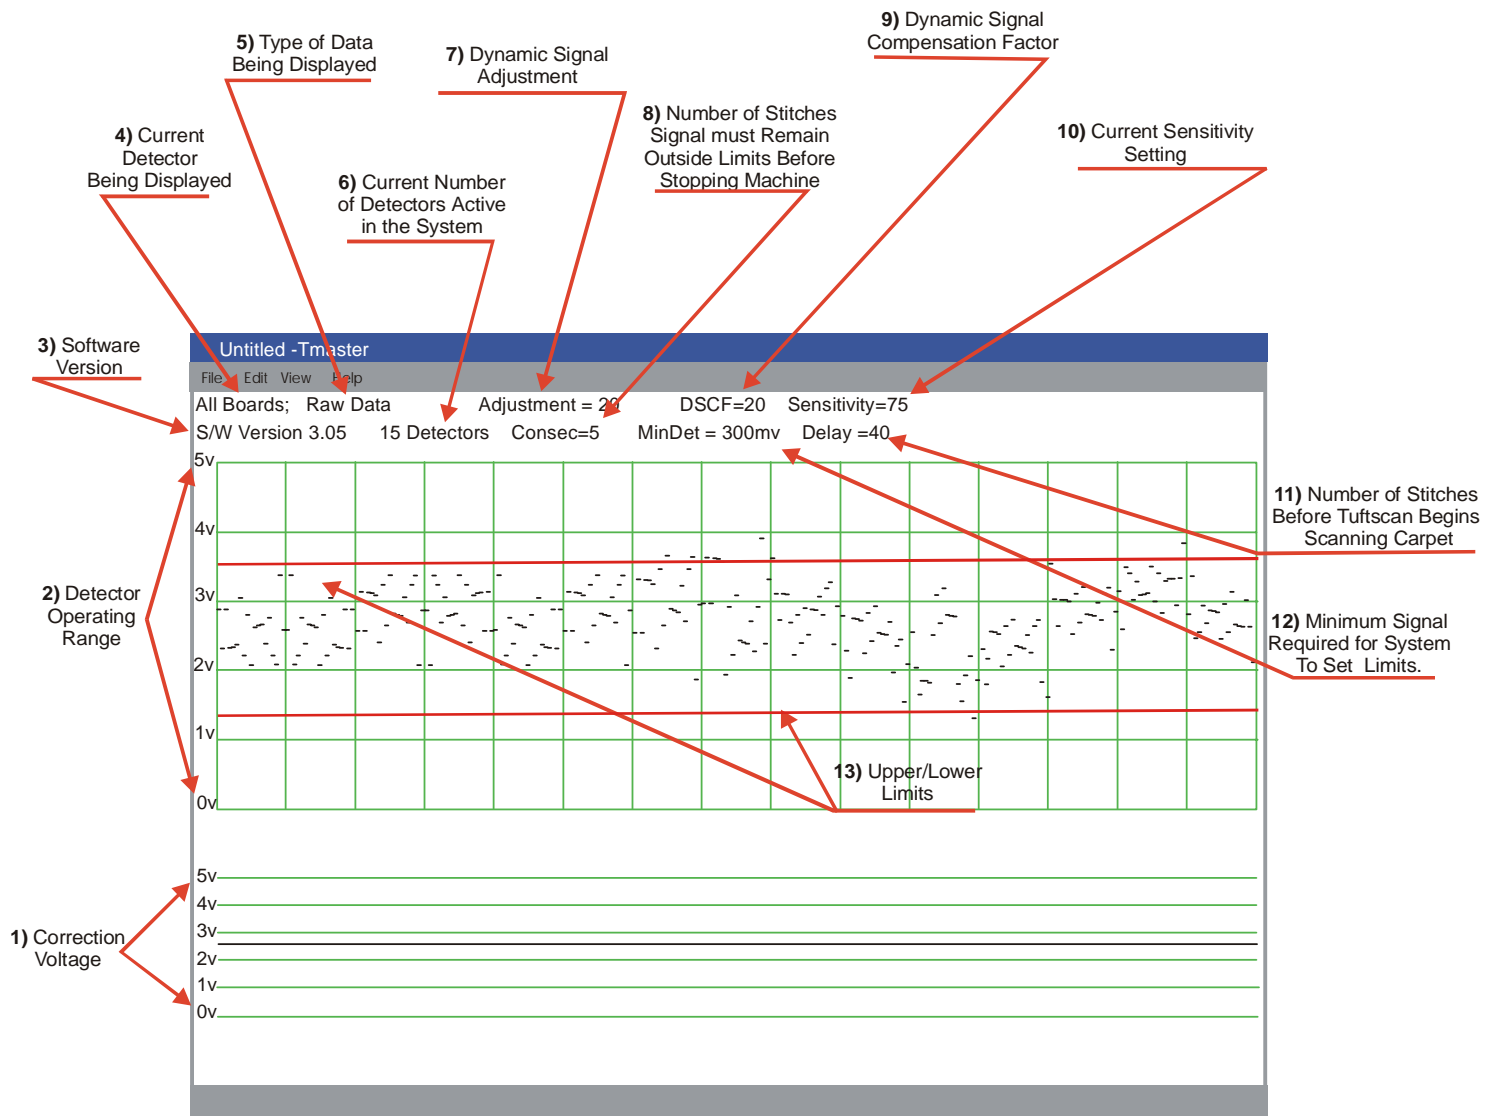 9) Dynamic Signal
Compensation Factor
5) Type of Data
Being Displayed
7) Dynamic Signal
Adjustment
8) Number of Stitches
Signal must Remain
Outside Limits Before
Stopping Machine
10) Current Sensitivity
Setting
4) Current
Detector
Being Displayed
6) Current Number
of Detectors Active
in the System
3) Software
Version
Untitled -Tmaster
File Edit View Help
All Boards; Raw Data Adjustment = 20 DSCF=20 Sensitivity=75
S/W Version 3.05 15 Detectors Consec=5 MinDet = 300mv Delay =40
5v
4v
3v
2v
1v
0v
2) Detector
Operating
Range
11) Number of Stitches
Before Tuftscan Begins
Scanning Carpet
12) Minimum Signal
Required for System
To Set Limits.
13) Upper/Lower
Limits
5v
4v
3v
2v
1v
0v
1) Correction
Voltage